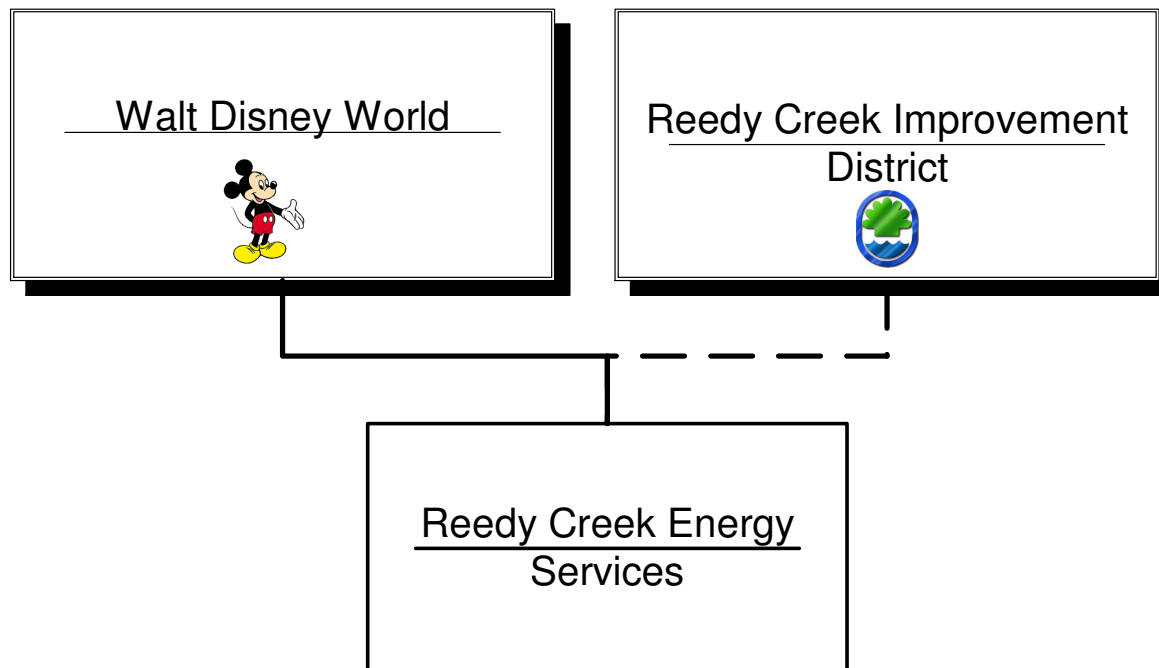 Walt Disney World
Reedy Creek Improvement
District
Reedy Creek Energy
Services